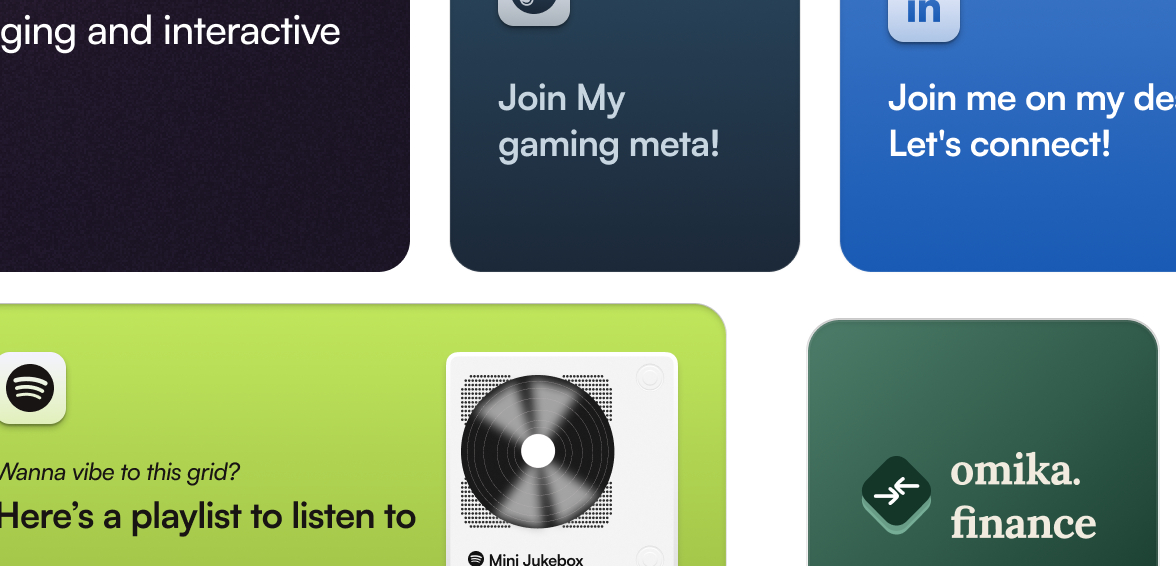 ging and interactive
Join My
gaming meta!
in
Join me on my de
Let's connect!
Wanna vibe to this grid?
Here's a playlist to listen to
Mini Jukebox
omika.
finance